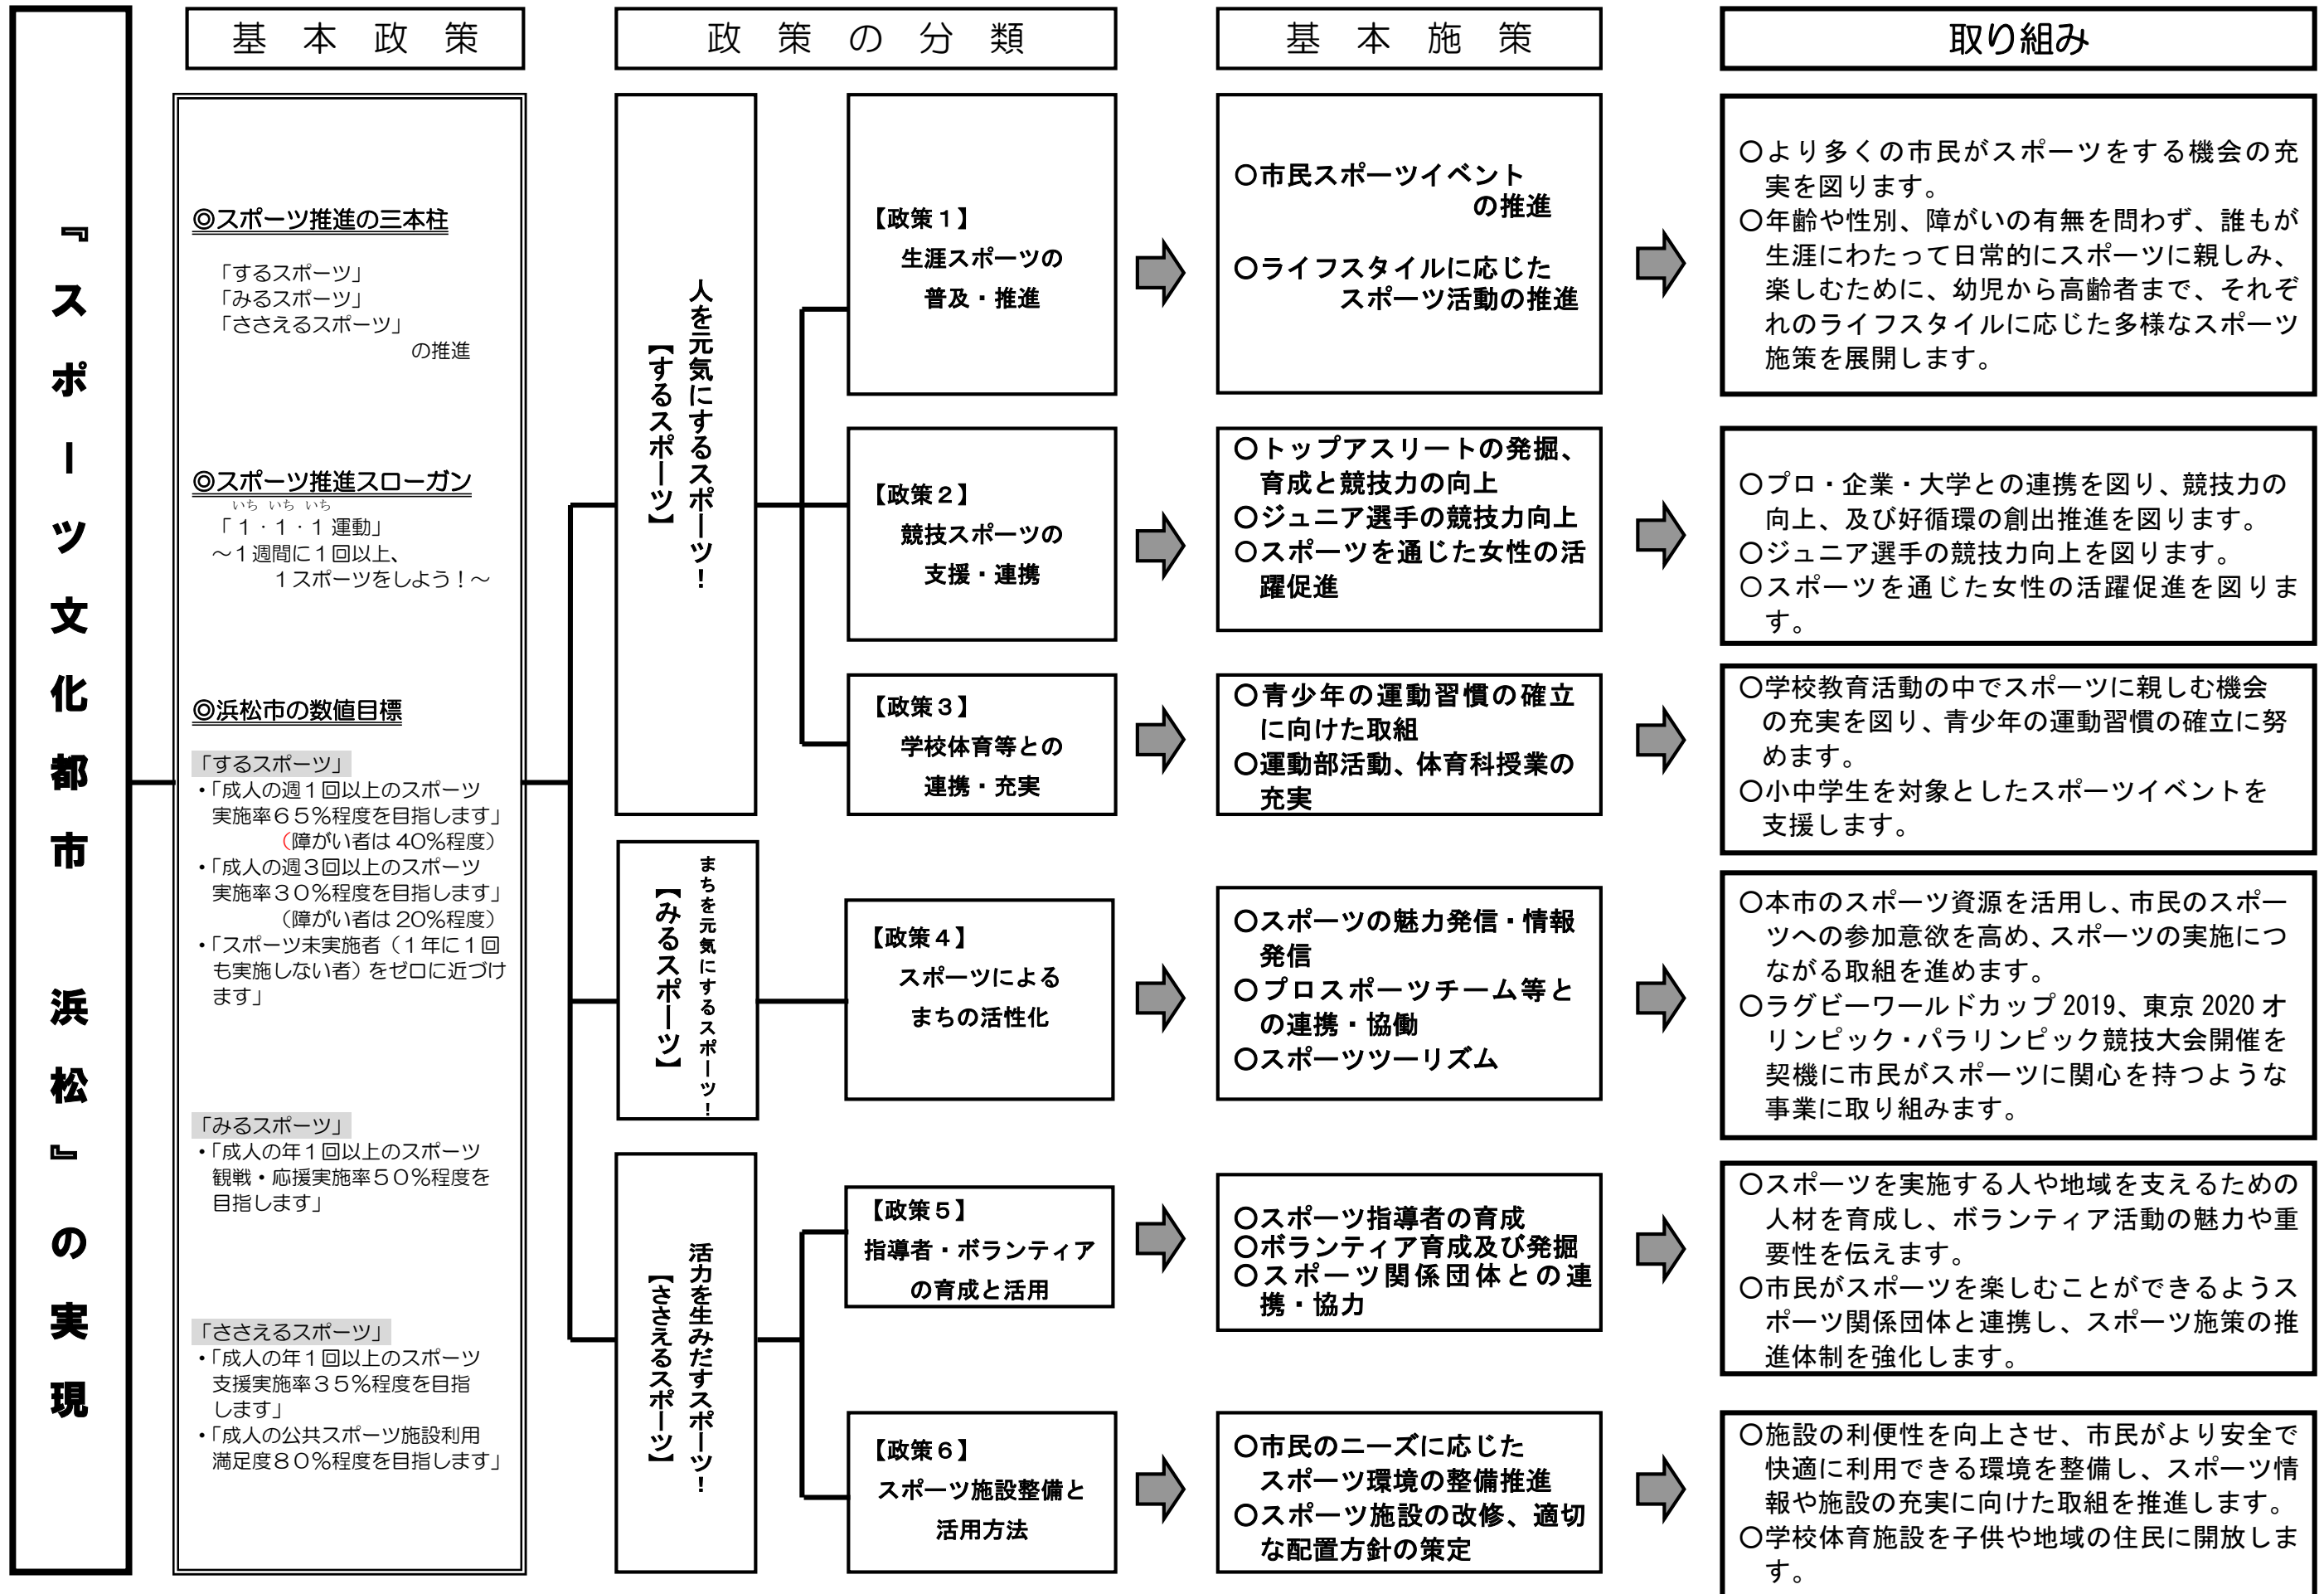 『スポーツ文化都市　浜松』の実現
基本政策
政策の分類
基本施策
取り組み
◎スポーツ推進の三本柱
「するスポーツ」
「みるスポーツ」
「ささえるスポーツ」
の推進
◎スポーツ推進スローガン
いち いち いち
「１・１・１運動」
～１週間に１回以上、
１スポーツをしよう！～
◎浜松市の数値目標
「するスポーツ」
・「成人の週１回以上のスポーツ
実施率６５％程度を目指します」
（障がい者は 40％程度）
・「成人の週３回以上のスポーツ
実施率３０％程度を目指します」
（障がい者は 20％程度）
・「スポーツ未実施者（１年に１回
も実施しない者）をゼロに近づけ
ます」
「みるスポーツ」
・「成人の年１回以上のスポーツ
観戦・応援実施率５０％程度を
目指します」
「ささえるスポーツ」
・「成人の年１回以上のスポーツ
支援実施率３５％程度を目指
します」
・「成人の公共スポーツ施設利用
満足度８０％程度を目指します」
人を元気にするスポーツ！
【するスポーツ】
【政策１】
生涯スポーツの
普及・推進
〇市民スポーツイベント
の推進
〇ライフスタイルに応じた
スポーツ活動の推進
〇より多くの市民がスポーツをする機会の充
実を図ります。
〇年齢や性別、障がいの有無を問わず、誰もが
生涯にわたって日常的にスポーツに親しみ、
楽しむために、幼児から高齢者まで、それぞ
れのライフスタイルに応じた多様なスポーツ
施策を展開します。
【政策２】
競技スポーツの
支援・連携
〇トップアスリートの発掘、
育成と競技力の向上
〇ジュニア選手の競技力向上
〇スポーツを通じた女性の活
躍促進
〇プロ・企業・大学との連携を図り、競技力の
向上、及び好循環の創出推進を図ります。
〇ジュニア選手の競技力向上を図ります。
〇スポーツを通じた女性の活躍促進を図りま
す。
【政策３】
学校体育等との
連携・充実
〇青少年の運動習慣の確立
に向けた取組
〇運動部活動、体育科授業の
充実
〇学校教育活動の中でスポーツに親しむ機会
の充実を図り、青少年の運動習慣の確立に努
めます。
〇小中学生を対象としたスポーツイベントを
支援します。
まちを元気にするスポーツ！
【みるスポーツ】
【政策４】
スポーツによる
まちの活性化
〇スポーツの魅力発信・情報
発信
〇プロスポーツチーム等と
の連携・協働
〇スポーツツーリズム
〇本市のスポーツ資源を活用し、市民のスポー
ツへの参加意欲を高め、スポーツの実施につ
ながる取組を進めます。
〇ラグビーワールドカップ 2019、東京 2020 オ
リンピック・パラリンピック競技大会開催を
契機に市民がスポーツに関心を持つような
事業に取り組みます。
活力を生みだすスポーツ！
【ささえるスポーツ】
【政策５】
指導者・ボランティア
の育成と活用
〇スポーツ指導者の育成
〇ボランティア育成及び発掘
〇スポーツ関係団体との連
携・協力
〇スポーツを実施する人や地域を支えるための
人材を育成し、ボランティア活動の魅力や重
要性を伝えます。
〇市民がスポーツを楽しむことができるようス
ポーツ関係団体と連携し、スポーツ施策の推
進体制を強化します。
【政策６】
スポーツ施設整備と
活用方法
〇市民のニーズに応じた
スポーツ環境の整備推進
〇スポーツ施設の改修、適切
な配置方針の策定
〇施設の利便性を向上させ、市民がより安全で
快適に利用できる環境を整備し、スポーツ情
報や施設の充実に向けた取組を推進します。
〇学校体育施設を子供や地域の住民に開放しま
す。